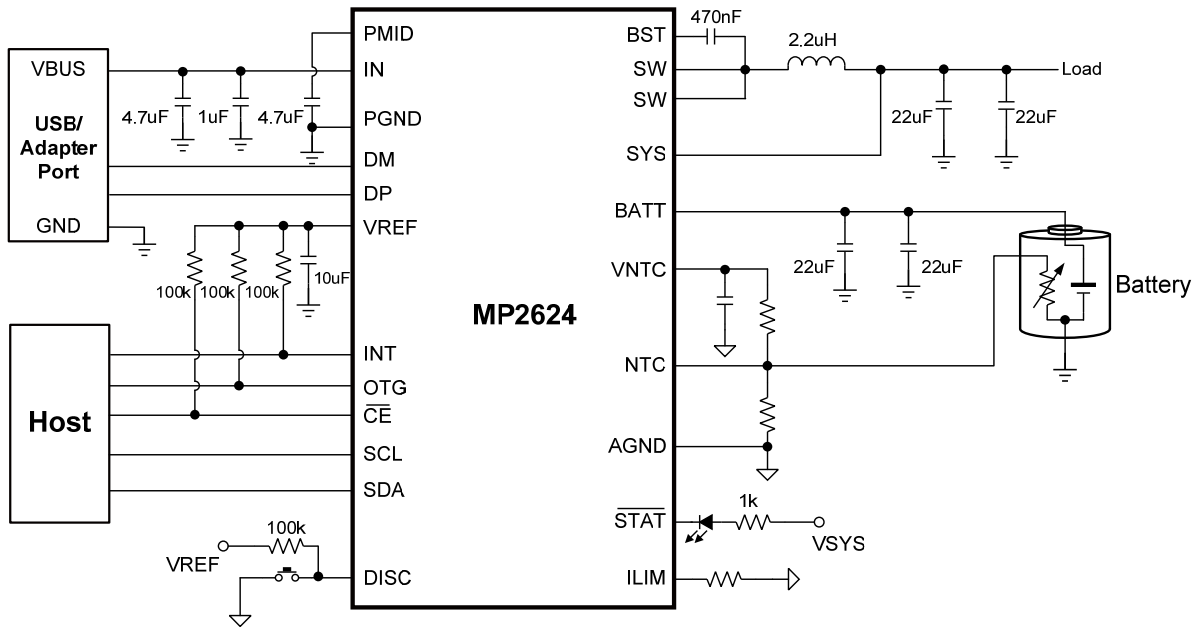 470nF
PMID
BST
2.2uH
VBUS
IN
SW
Load
USB/
Adapter
Port
4.7uF
1uF
4.7uF
PGND
SW
22uF
22uF
DM
SYS
DP
GND
VREF
BATT
100k
100k
100k
10uF
VNTC
22uF
22uF
Battery
MP2624
INT
NTC
OTG
Host
CE
SCL
AGND
SDA
1k
STAT
100k
VSYS
VREF
DISC
ILIM